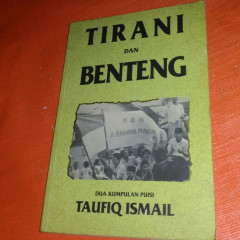 TIRANI
DAN
BENTENG
DUA KUMPULAN PUISI
TAUFIQ ISMAIL